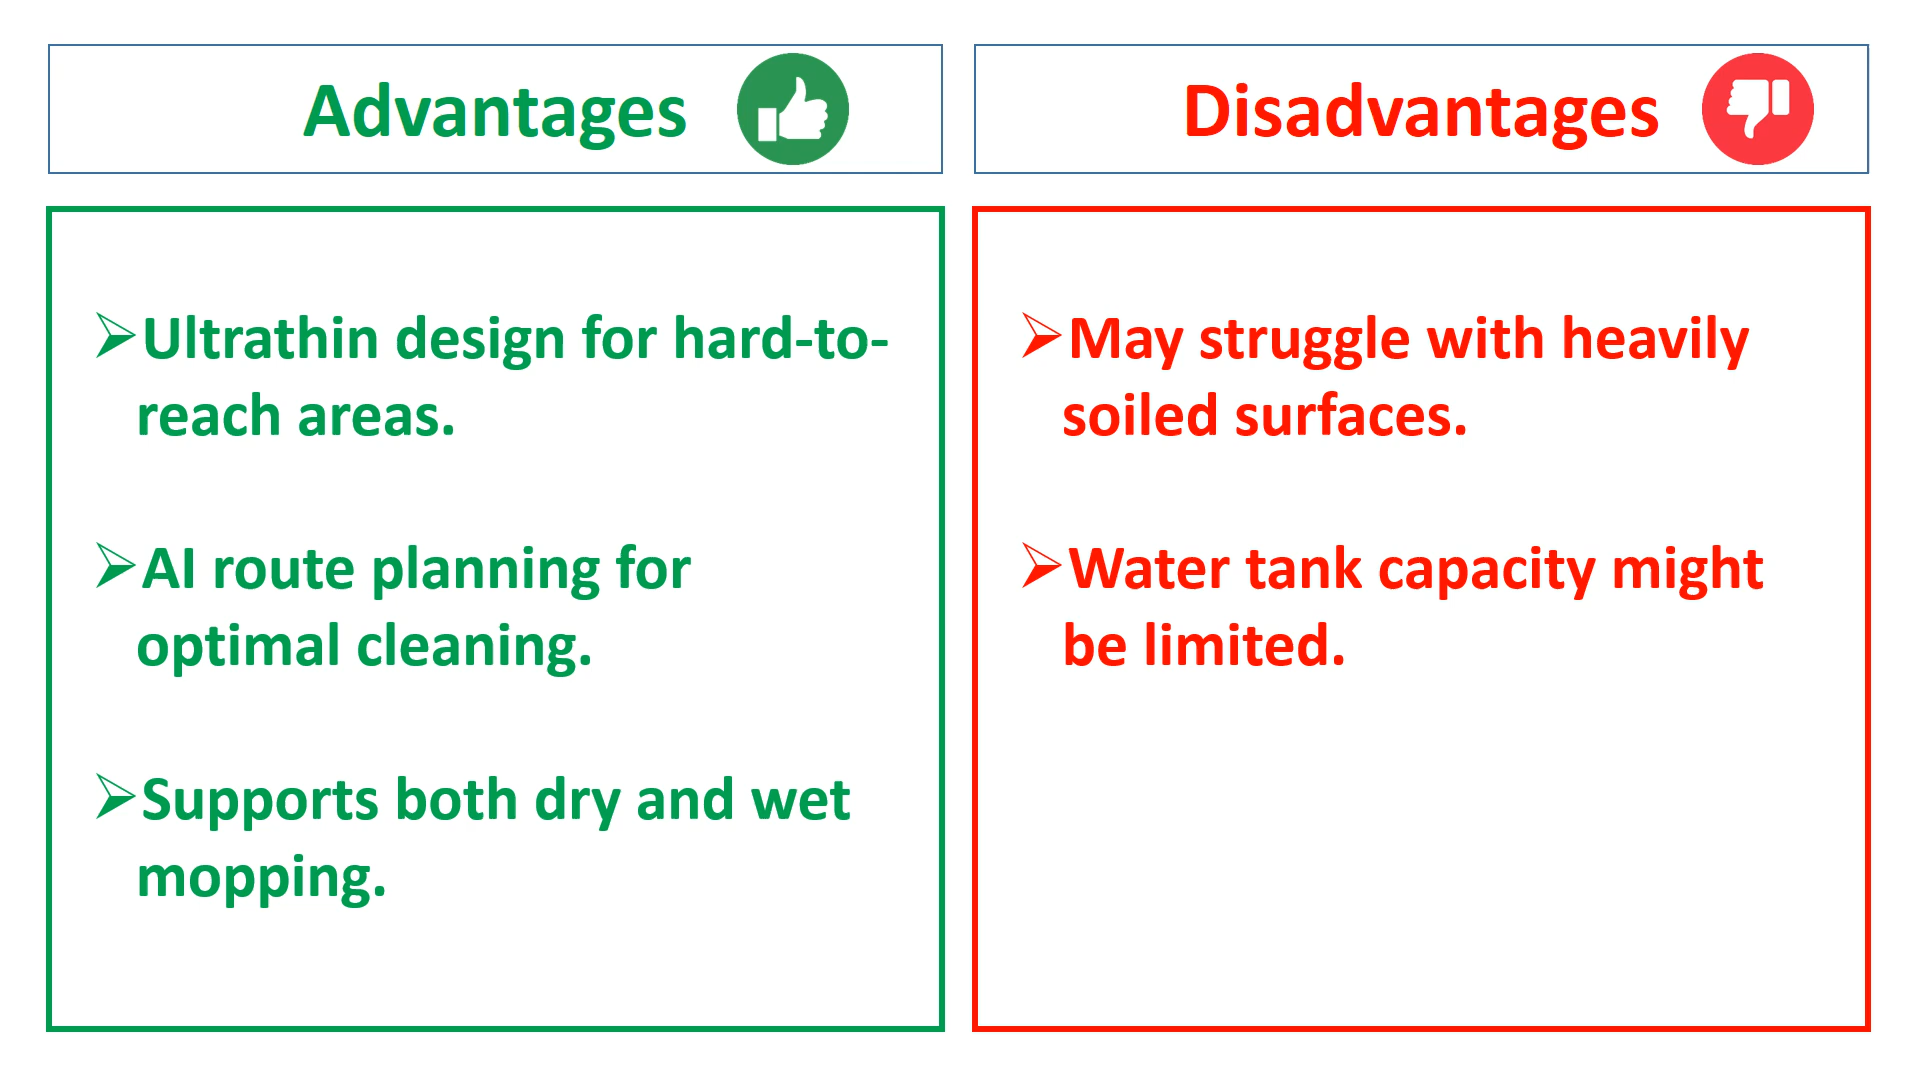 Advantages
Disadvantages
Ultrathin design for hard-to-
reach areas.
AI route planning for
optimal cleaning.
Supports both dry and wet
mopping.
May struggle with heavily
soiled surfaces.
Water tank capacity might
be limited.